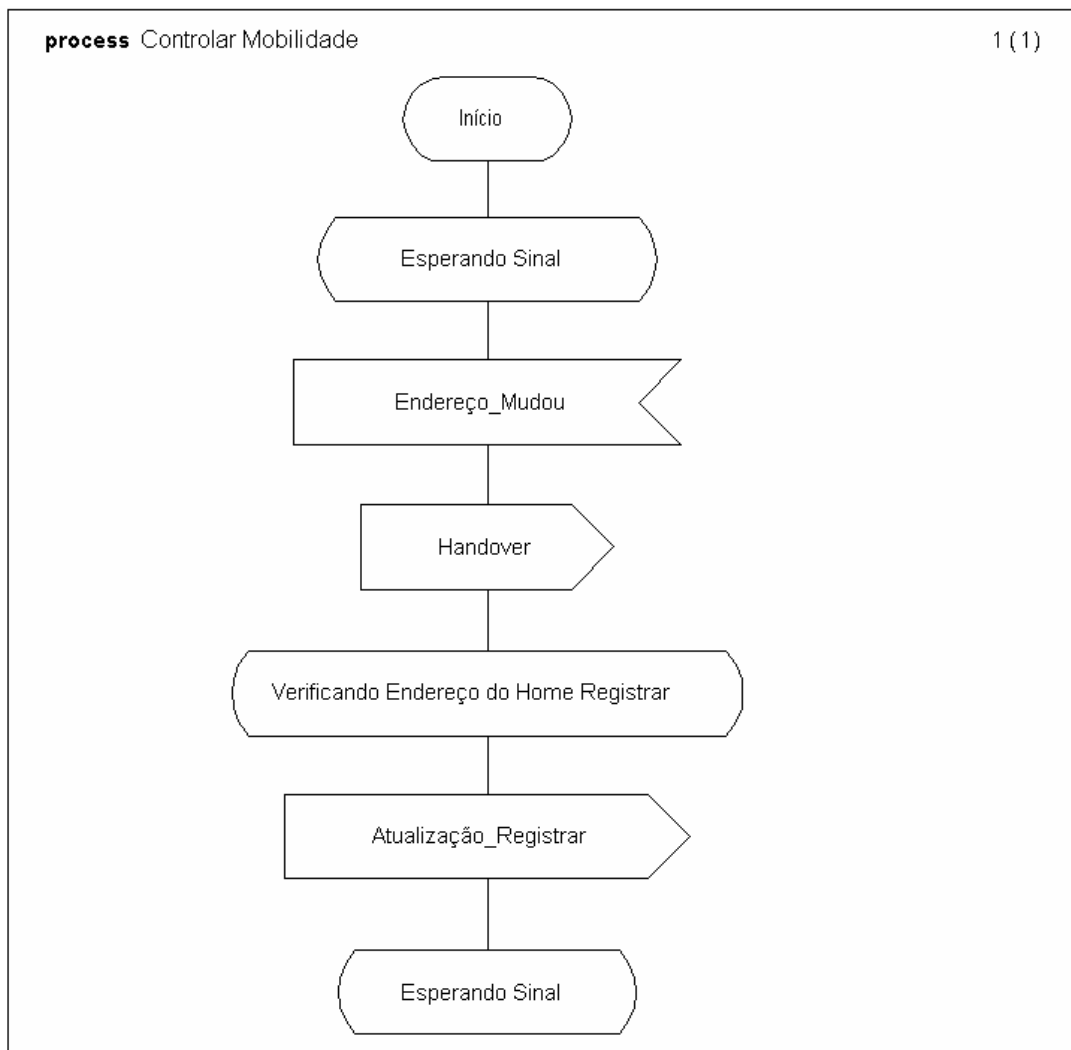 process Controlar Mobilidade 1 (1)
Início
Esperando Sinal
Endereço_Mudou
Handover
Verificando Endereço do Home Registrar
Atualização_Registrar
Esperando Sinal